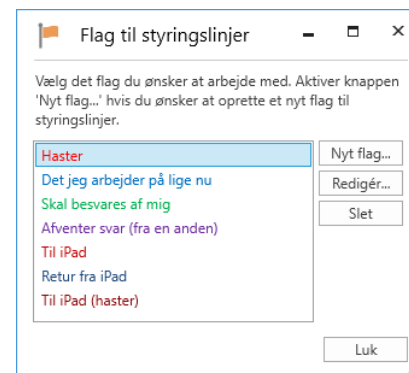 Flag til styringslinjer
Vælg det flag du ønsker at arbejde med. Aktiver knappen
'Nyt flag...' hvis du ønsker at oprette et nyt flag til
styringslinjer.
Haster
Det jeg arbejder på lige nu
Skal besvares af mig
Afventer svar (fra en anden)
Til iPad
Retur fra iPad
Til iPad (haster)
Nyt flag...
Redigér...
Slet
Luk